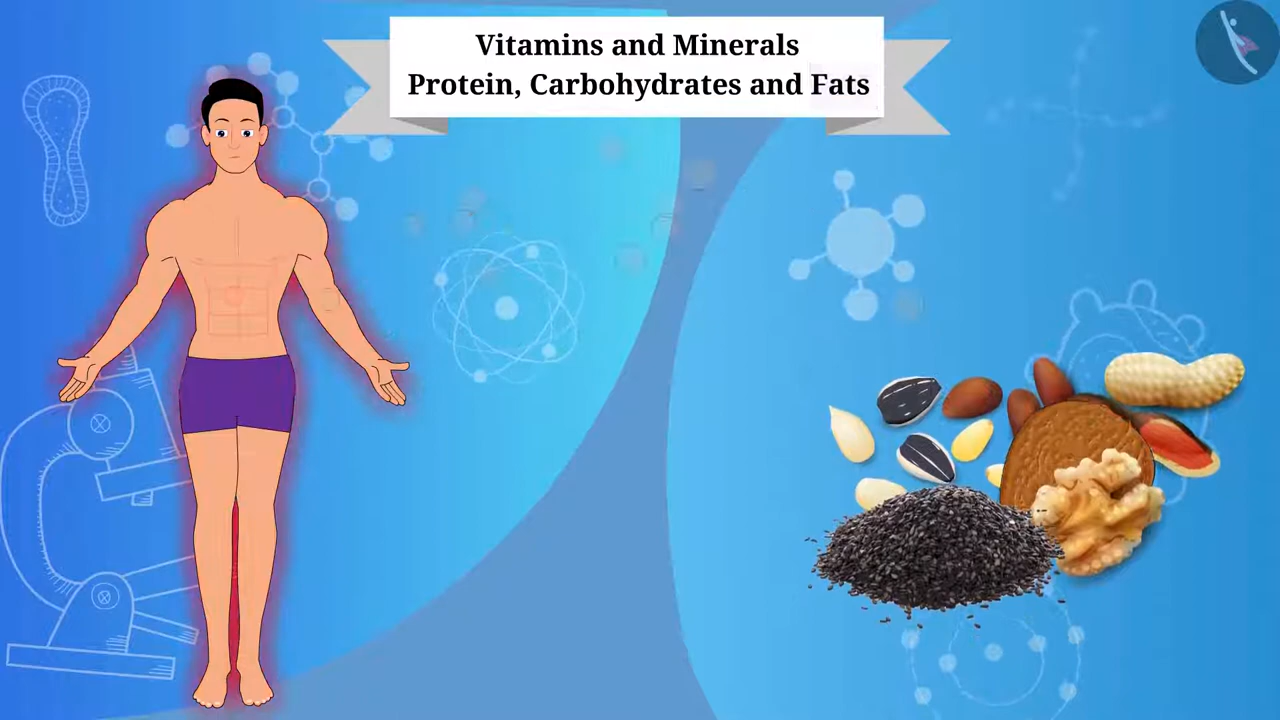 Vitamins and Minerals
Protein, Carbohydrates and Fats